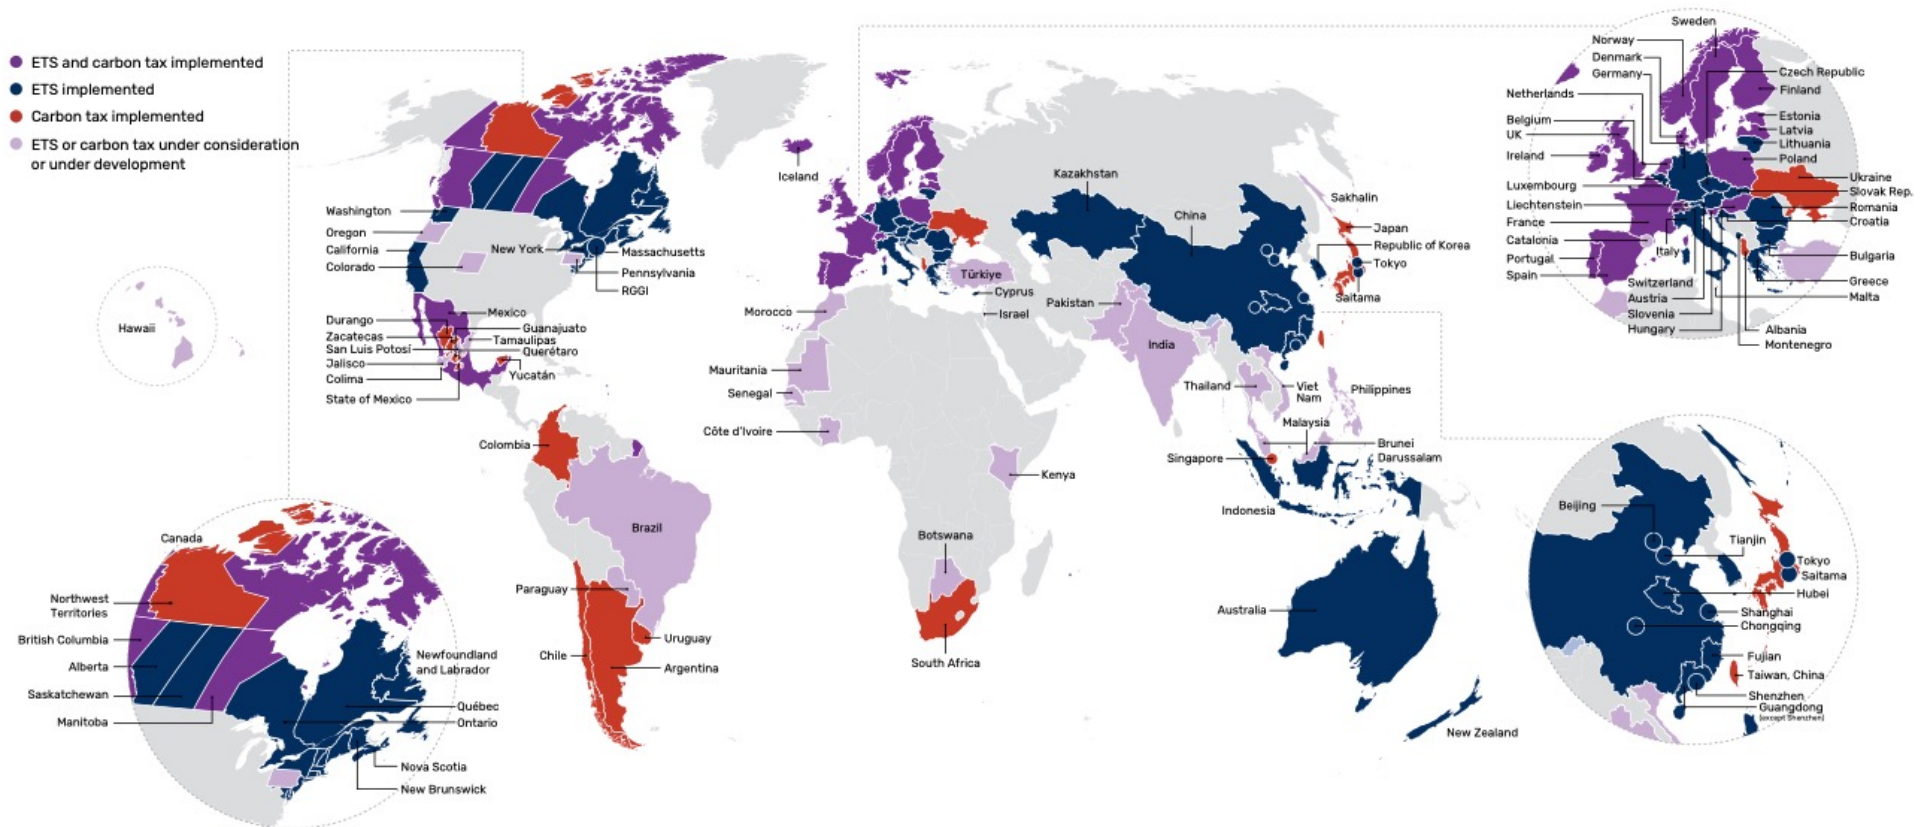 ETS and carbon tax implemented
ETS implemented
Carbon tax implemented
ETS or carbon tax under consideration
or under development
Hawaii
Washington
Oregon
California
Colorado
New York
Massachusetts
Pennsylvania
RGGI
Mexico
Durango
Guanajuato
Zacatecas
Tamaulipas
San Luis Potosí
Querétaro
Jalisco
Yucatán
Colima
State of Mexico
Colombia
Brazil
Paraguay
Uruguay
Chile
Argentina
Iceland
Morocco
Mauritania
Senegal
Côte d'Ivoire
Kenya
Botswana
South Africa
Türkiye
Cyprus
Israel
Kazakhstan
China
Pakistan
India
Thailand
Viet
Nam
Philippines
Malaysia
Brunei
Darussalam
Singapore
Indonesia
Sakhalin
Japan
Republic of Korea
Tokyo
Saitama
Australia
New Zealand
Canada
Northwest
Territories
British Columbia
Alberta
Saskatchewan
Manitoba
Newfoundland
and Labrador
Québec
Ontario
Nova Scotia
New Brunswick
Sweden
Norway
Denmark
Germany
Netherlands
Belgium
UK
Ireland
Luxembourg
Liechtenstein
France
Catalonia
Portugal
Spain
Italy
Switzerland
Austria
Slovenia
Hungary
Czech Republic
Finland
Estonia
Latvia
Lithuania
Poland
Ukraine
Slovak Rep.
Romania
Croatia
Bulgaria
Greece
Malta
Albania
Montenegro
Beijing
Tianjin
Tokyo
Saitama
Hubei
Shanghai
Chongqing
Fujian
Taiwan, China
Shenzhen
Guangdong
(except Shenzhen)